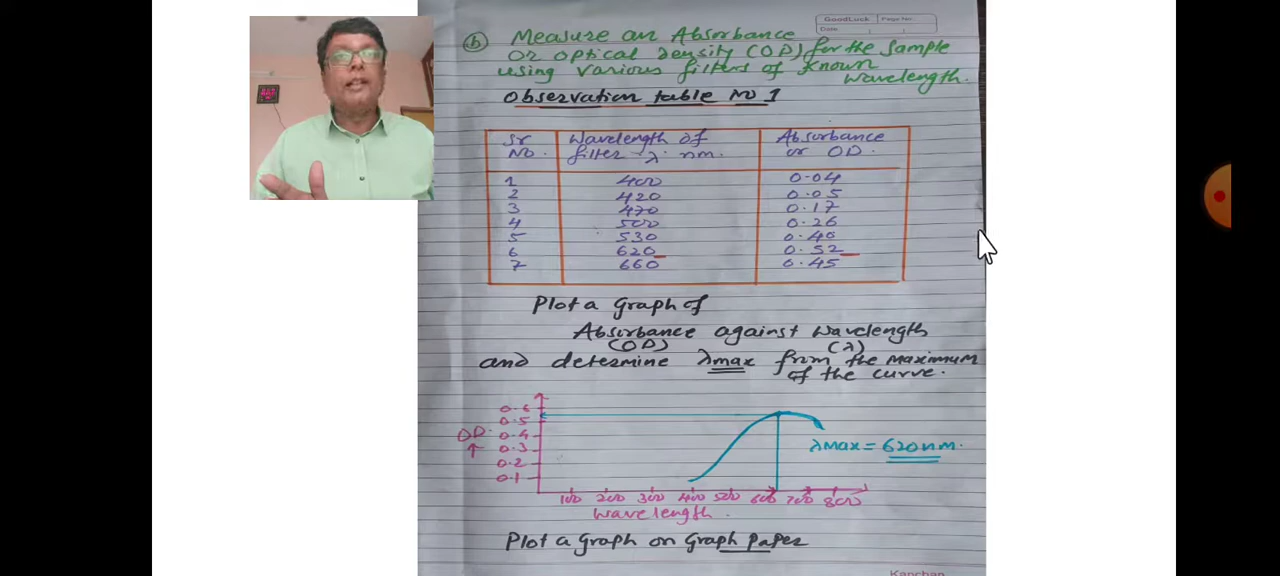 GoodLuck Page No.
Date
(b) Measure an Absorbance
or optical density (OD) for the sample
using various filters of known
wavelength.
Observation table No 1
Sr No. Wavelength of filter λ nm. Absorbance or OD.
1 400 0.04
2 420 0.05
3 470 0.17
4 500 0.26
5 530 0.40
6 620 0.52
7 660 0.45
Plot a graph of
Absorbance against wavelength
(OD) (λ)
and determine λmax from the maximum
of the curve.
0.6
0.5
OD. 0.4
↑ 0.3
0.2
0.1
λmax = 620nm.
100 200 300 400 500 600 700 800
Wavelength.
Plot a graph on Graph paper
Kanchan